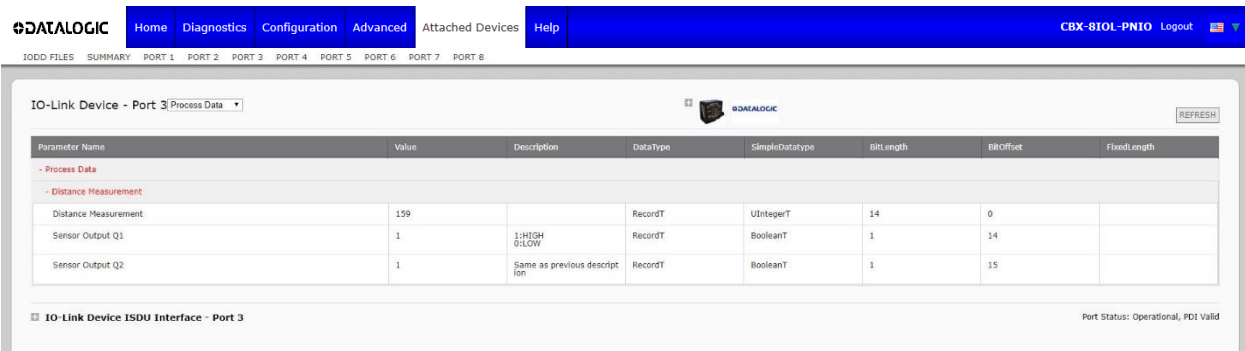 DATALOGIC Home Diagnostics Configuration Advanced Attached Devices Help CBX-8IOL-PNIO Logout
IODD FILES SUMMARY PORT 1 PORT 2 PORT 3 PORT 4 PORT 5 PORT 6 PORT 7 PORT 8
IO-Link Device - Port 3 Process Data DATALOGIC
REFRESH
Parameter Name Value Description DataType SimpleDatatype BitLength BitOffset FixedLength
- Process Data
- Distance Measurement
Distance Measurement 159 RecordT UIntegerT 14 0
Sensor Output Q1 1 1:HIGH RecordT BooleanT 1 14
0:LOW
Sensor Output Q2 1 Same as previous descript RecordT BooleanT 1 15
ion
IO-Link Device ISDU Interface - Port 3 Port Status: Operational, PDI Valid